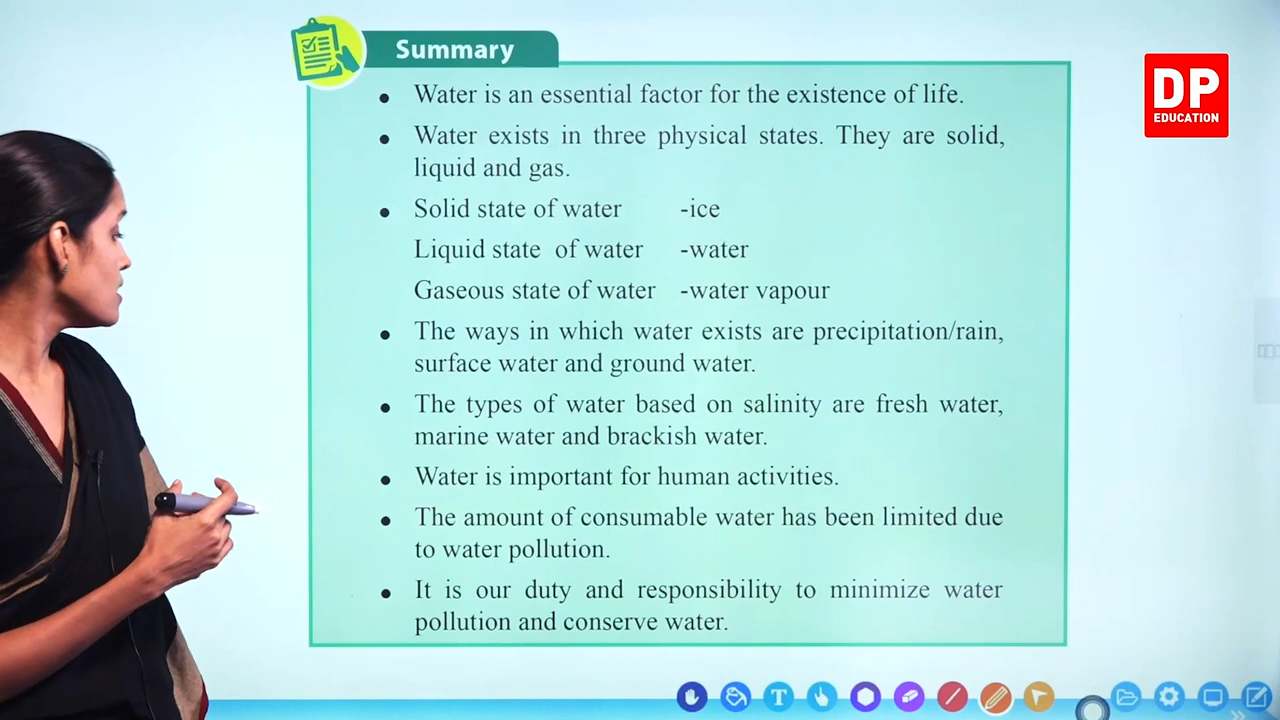 Summary
DP
EDUCATION
• Water is an essential factor for the existence of life.
• Water exists in three physical states. They are solid,
liquid and gas.
• Solid state of water -ice
Liquid state of water -water
Gaseous state of water -water vapour
• The ways in which water exists are precipitation/rain,
surface water and ground water.
• The types of water based on salinity are fresh water,
marine water and brackish water.
• Water is important for human activities.
• The amount of consumable water has been limited due
to water pollution.
• It is our duty and responsibility to minimize water
pollution and conserve water.
T